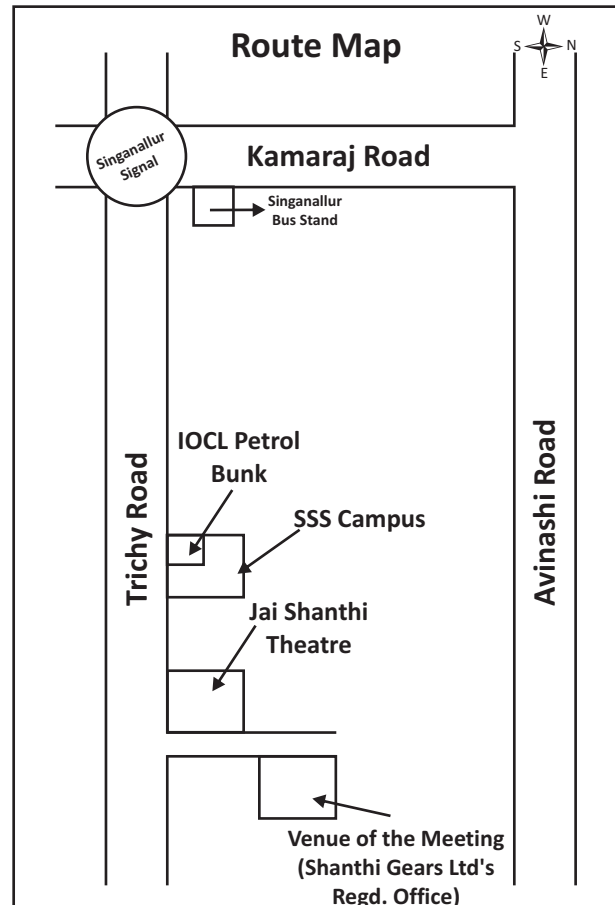 Route Map
W
S N
E
Singanallur
Signal
Kamaraj Road
Singanallur
Bus Stand
IOCL Petrol
Bunk
SSS Campus
Trichy Road
Avinashi Road
Jai Shanthi
Theatre
Venue of the Meeting
(Shanthi Gears Ltd's
Regd. Office)